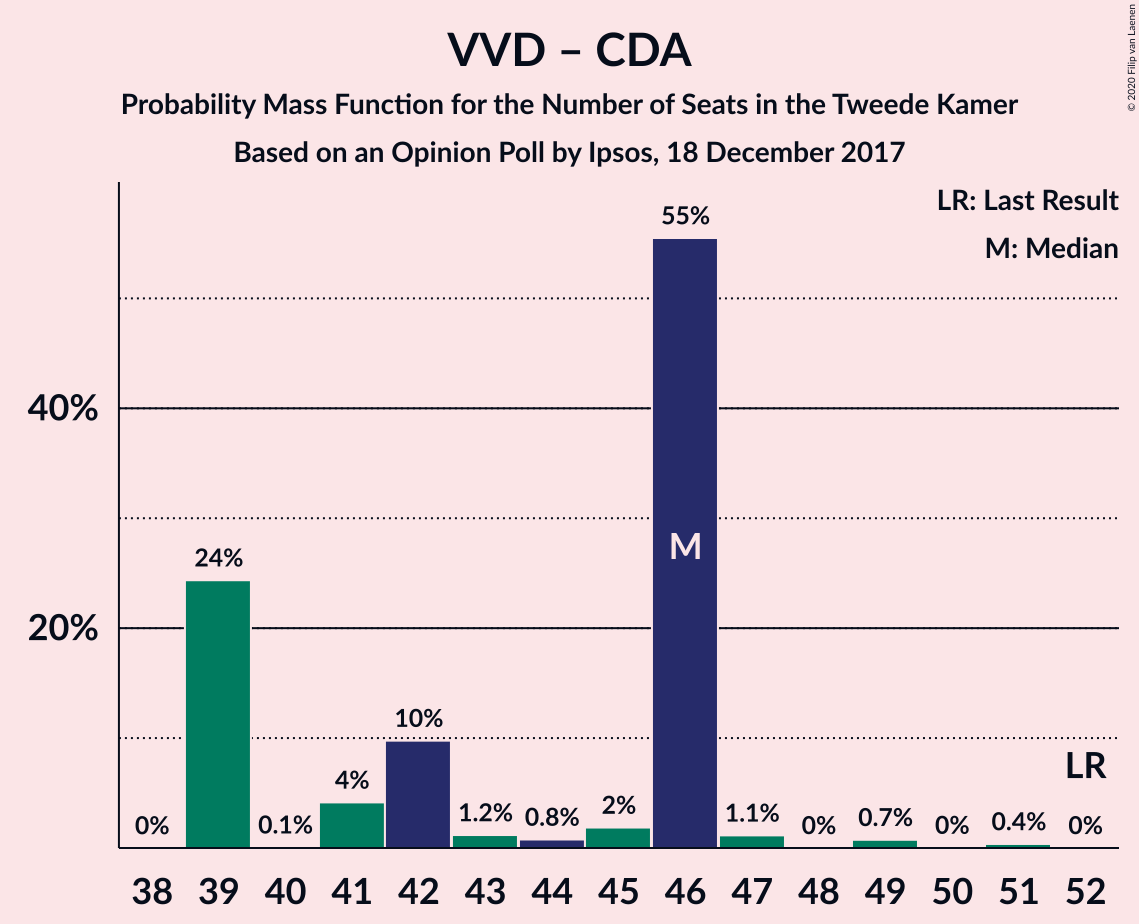 VVD – CDA
Probability Mass Function for the Number of Seats in the Tweede Kamer
Based on an Opinion Poll by Ipsos, 18 December 2017
© 2020 Filip van Laenen
LR: Last Result
M: Median
40%
20%
0%
24%
0.1%
4%
10%
1.2%
0.8%
2%
55%
M
1.1%
0%
0.7%
0%
0.4%
0%
LR
38 39 40 41 42 43 44 45 46 47 48 49 50 51 52